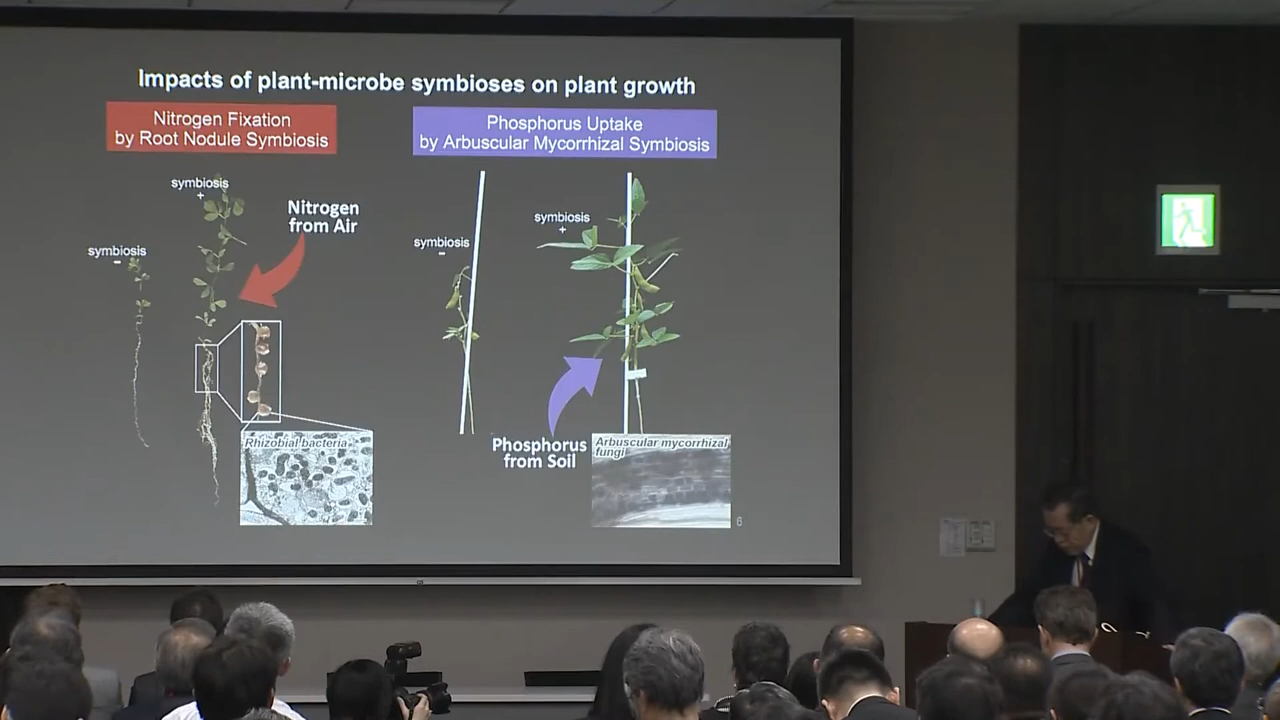 Impacts of plant-microbe symbioses on plant growth
Nitrogen Fixation
by Root Nodule Symbiosis
Phosphorus Uptake
by Arbuscular Mycorrhizal Symbiosis
symbiosis
+
Nitrogen
from Air
symbiosis
-
symbiosis
-
symbiosis
+
Rhizobial bacteria
Phosphorus
from Soil
Arbuscular mycorrhizal
fungi
6